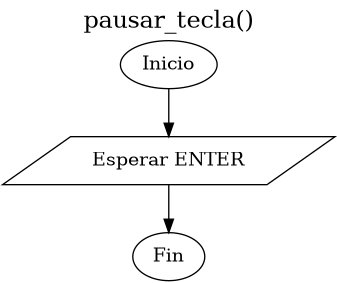 pausar_tecla()
Inicio
Esperar ENTER
Fin